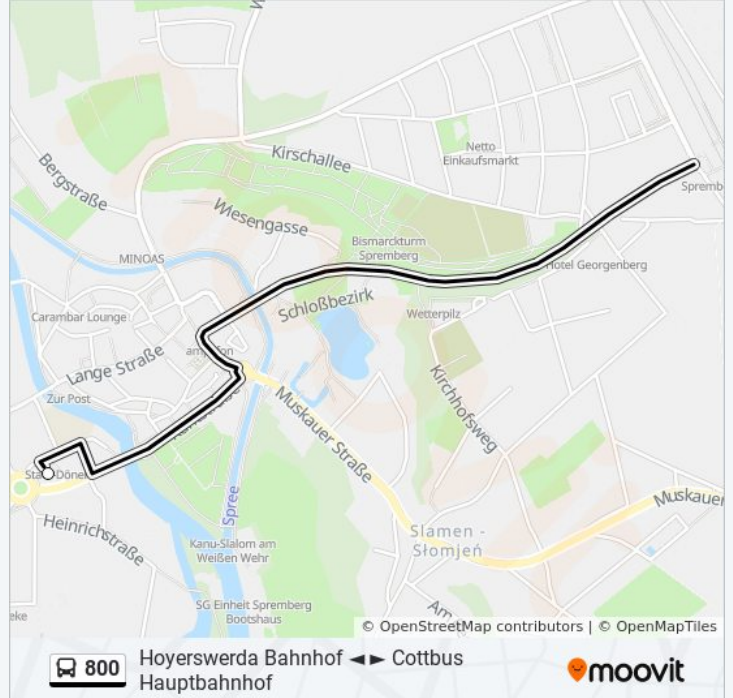 Kirschallee
Netto
Einkaufsmarkt
Spremb
Bergstraße
Wiesengasse
Bismarckturm
Spremberg
MINOAS
Hotel Georgenberg
Schloßbezirk
Carambar Lounge
Wetterpilz
Lange Straße
Zur Post
Kirchhofsweg
Muskauer Straße
Spree
Muskauer
Heinrichstraße
Slamen -
Słomjeń
Kanu-Slalom am
Weißen Wehr
SG Einheit Spremberg
Bootshaus
eke
© OpenStreetMap contributors | © OpenMapTiles
800
Hoyerswerda Bahnhof ◄► Cottbus
Hauptbahnhof
moovit